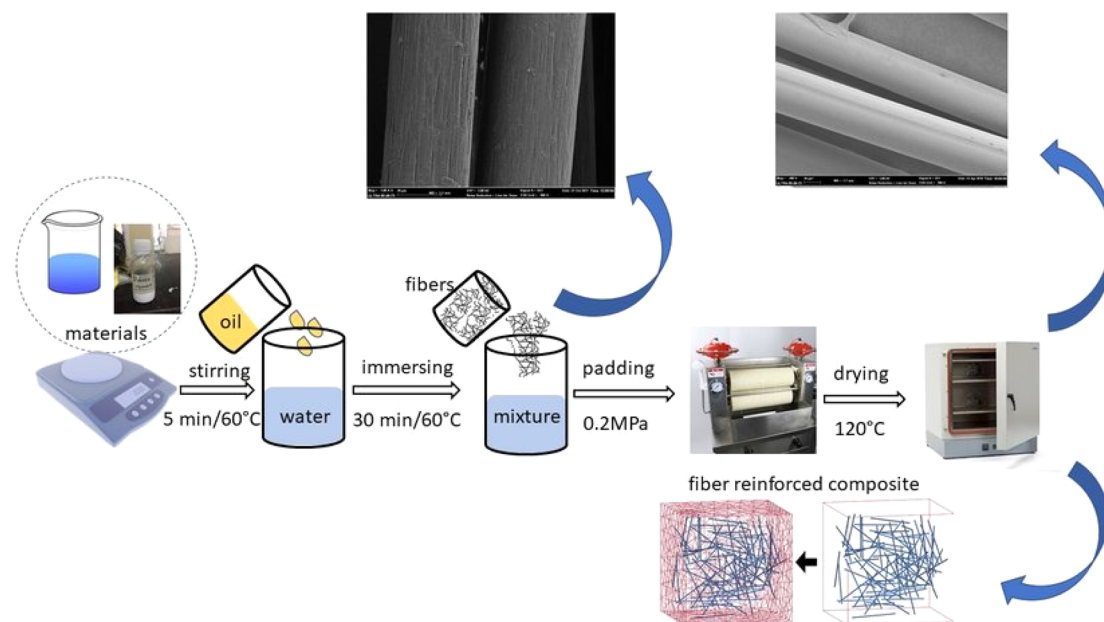 materials
oil
fibers
stirring
immersing
padding
drying
5 min/60°C
water
30 min/60°C
mixture
0.2MPa
120°C
fiber reinforced composite